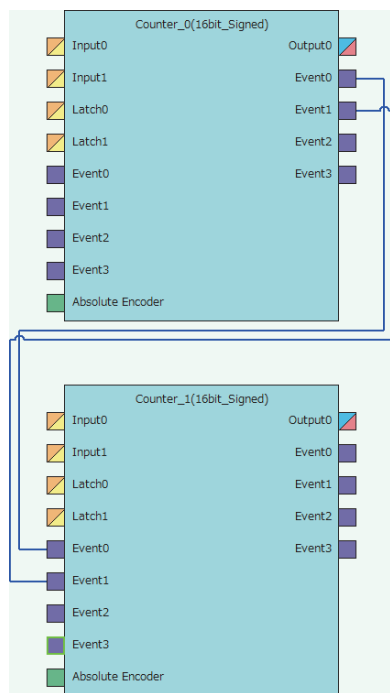 Counter_0(16bit_Signed)
Input0 Output0
Input1 Event0
Latch0 Event1
Latch1 Event2
Event0 Event3
Event1
Event2
Event3
Absolute Encoder
Counter_1(16bit_Signed)
Input0 Output0
Input1 Event0
Latch0 Event1
Latch1 Event2
Event0 Event3
Event1
Event2
Event3
Absolute Encoder